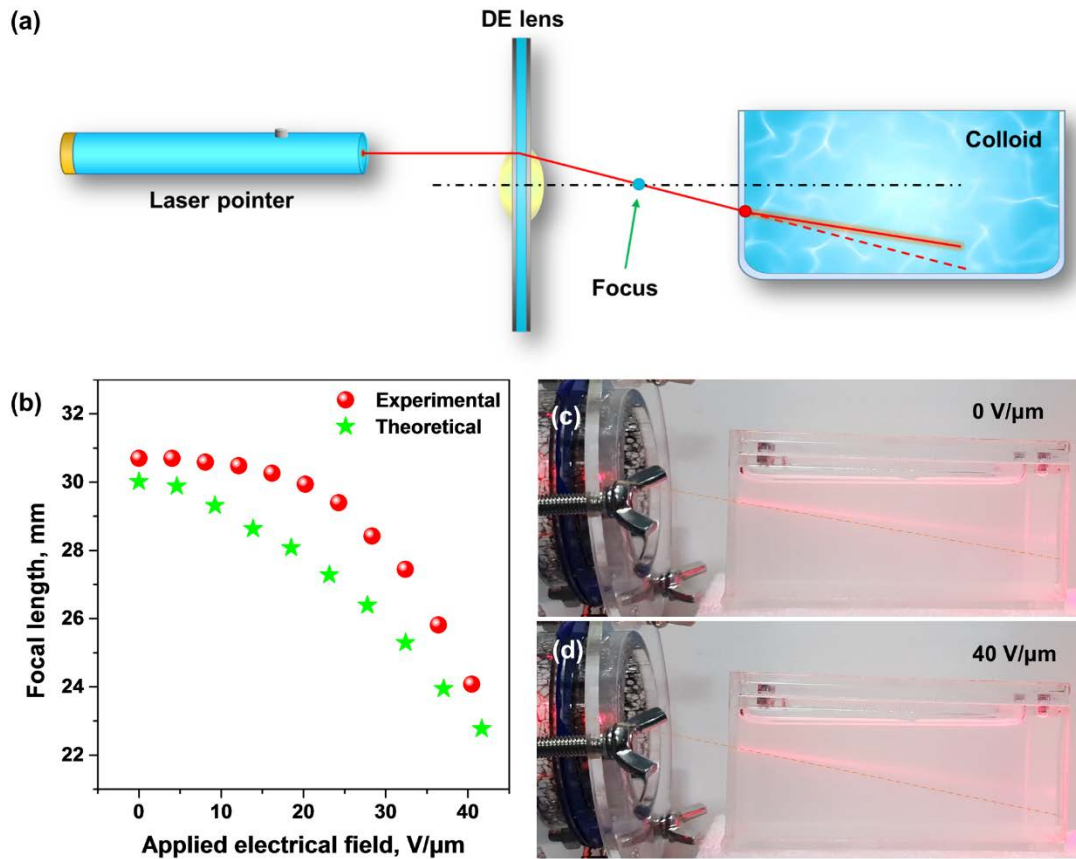 (a)
DE lens
Laser pointer
Focus
Colloid
(b)
Experimental
Theoretical
32
30
28
26
24
22
Focal length, mm
0
10
20
30
40
Applied electrical field, V/μm
(c)
0 V/μm
(d)
40 V/μm